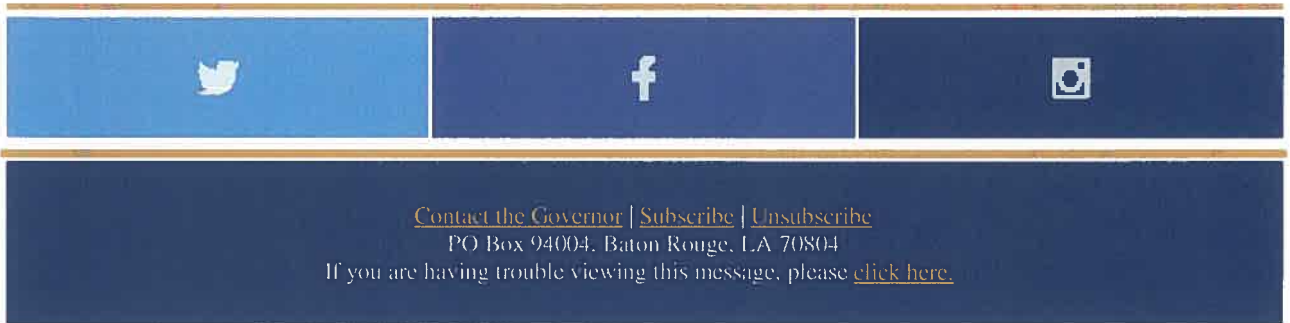 Contact the Governor | Subscribe | Unsubscribe
PO Box 94004, Baton Rouge, LA 70804
If you are having trouble viewing this message, please click here.